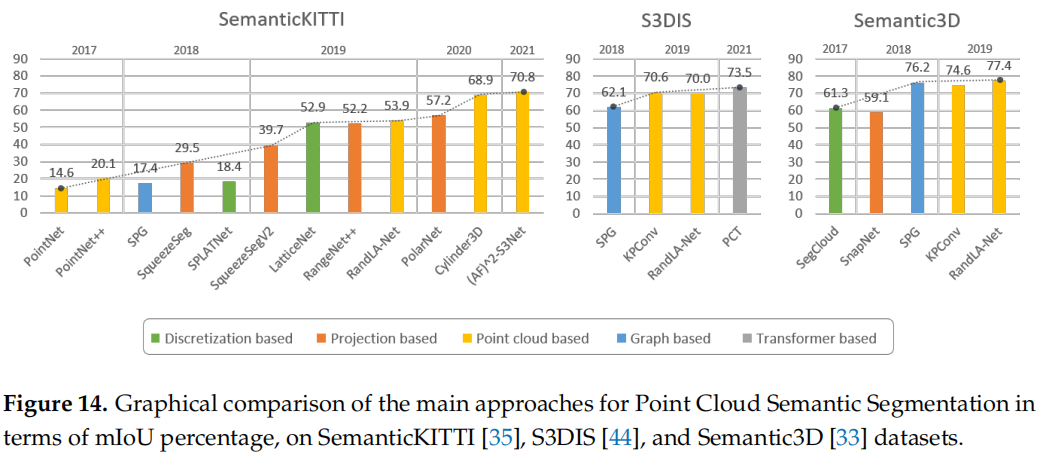 SemanticKITTI
2017 2018 2019 2020 2021
90
80
70
60
50
40
30
20
10
0
14.6 20.1 17.4 29.5 18.4 39.7 52.9 52.2 53.9 57.2 68.9 70.8
PointNet PointNet++ SPG SqueezeSeg SPLATNet SqueezeSegV2 LatticeNet RangeNet++ RandLA-Net PolarNet Cylinder3D (AF)^2-S3Net
S3DIS
2018 2019 2021
90
80
70
60
50
40
30
20
10
0
62.1 70.6 70.0 73.5
SPG KPConv RandLA-Net PCT
Semantic3D
2017 2018 2019
90
80
70
60
50
40
30
20
10
0
61.3 59.1 76.2 74.6 77.4
SegCloud SnapNet SPG KPConv RandLA-Net
Discretization based Projection based Point cloud based Graph based Transformer based
Figure 14. Graphical comparison of the main approaches for Point Cloud Semantic Segmentation in
terms of mIoU percentage, on SemanticKITTI [35], S3DIS [44], and Semantic3D [33] datasets.